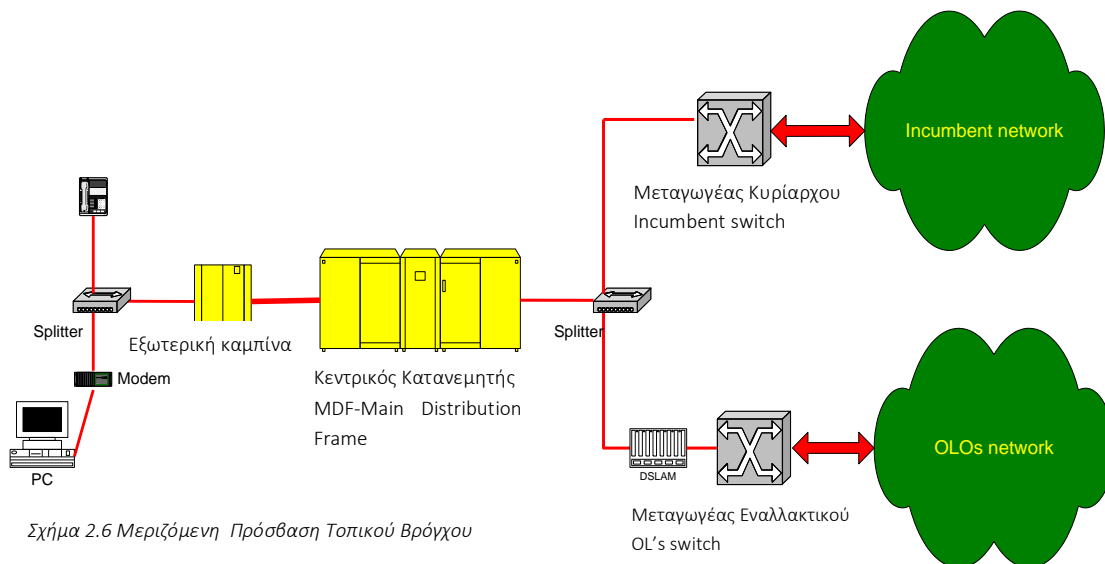 Incumbent network
Μεταγωγέας Κυρίαρχου
Incumbent switch
Splitter
Εξωτερική καμπίνα
Splitter
Modem
Κεντρικός Κατανεμητής
MDF-Main Distribution
Frame
PC
DSLAM
OLOs network
Μεταγωγέας Εναλλακτικού
OL's switch
Σχήμα 2.6 Μεριζόμενη Πρόσβαση Τοπικού Βρόγχου